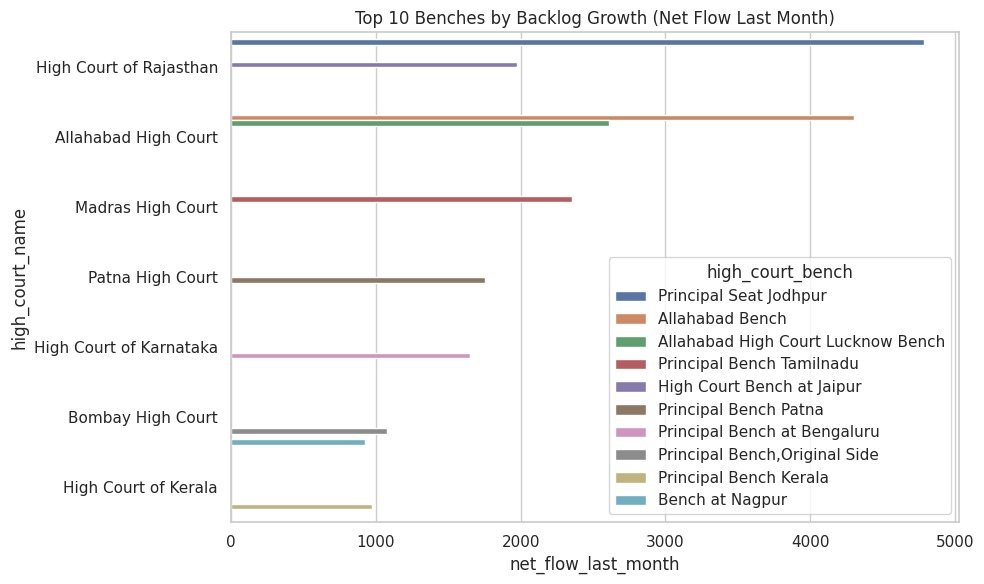 Top 10 Benches by Backlog Growth (Net Flow Last Month)
high_court_name
High Court of Rajasthan
Allahabad High Court
Madras High Court
Patna High Court
High Court of Karnataka
Bombay High Court
High Court of Kerala
high_court_bench
Principal Seat Jodhpur
Allahabad Bench
Allahabad High Court Lucknow Bench
Principal Bench Tamilnadu
High Court Bench at Jaipur
Principal Bench Patna
Principal Bench at Bengaluru
Principal Bench,Original Side
Principal Bench Kerala
Bench at Nagpur
0 1000 2000 3000 4000 5000
net_flow_last_month